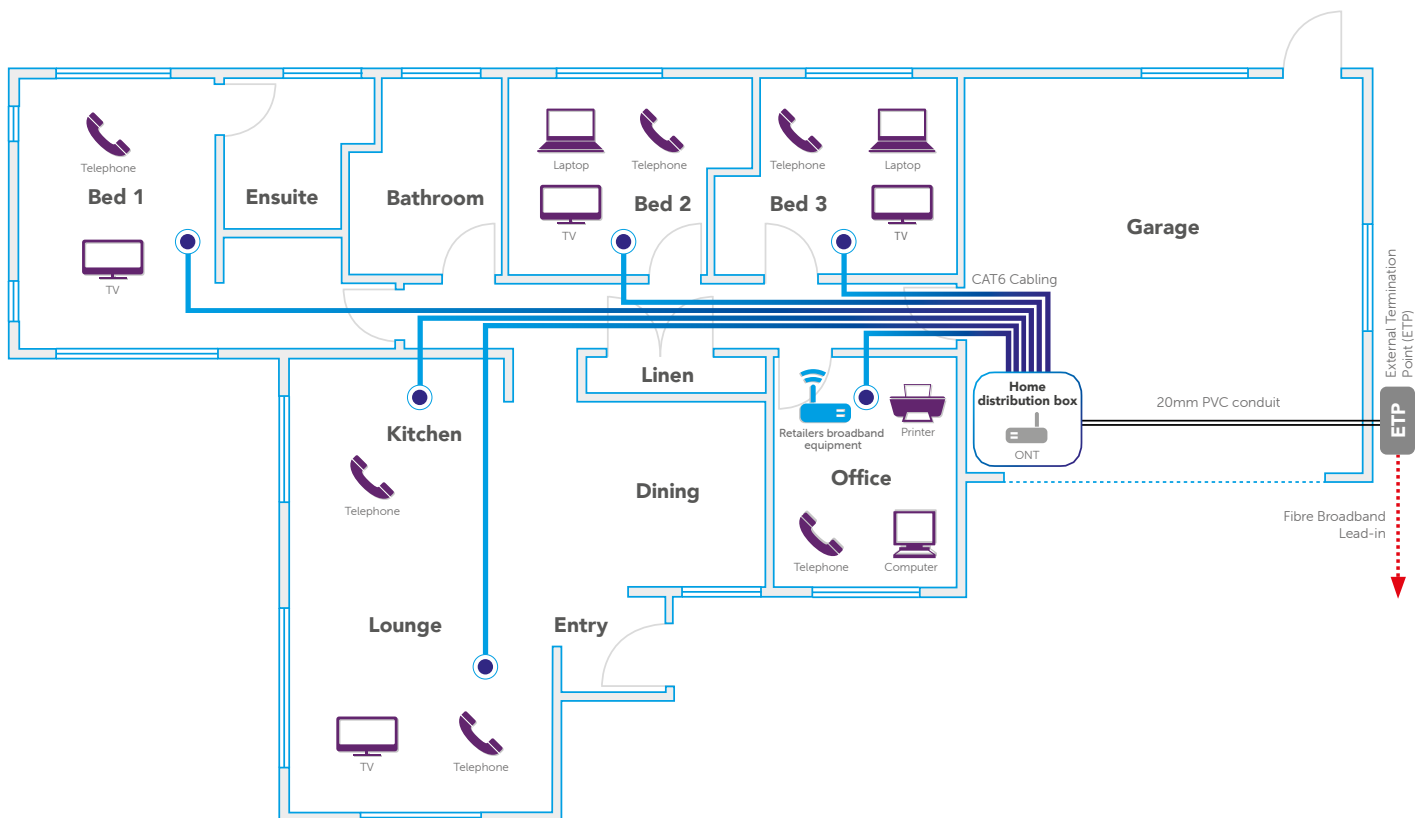 Telephone
Bed 1
TV
Ensuite
Bathroom
Laptop
Telephone
TV
Bed 2
Telephone
Laptop
Bed 3
TV
Garage
CAT6 Cabling
External Termination
Point (ETP)
Linen
Home
distribution box
ONT
20mm PVC conduit
ETP
Kitchen
Telephone
Retailers broadband
equipment
Printer
Office
Dining
Telephone
Computer
Fibre Broadband
Lead-in
Lounge
Entry
TV
Telephone